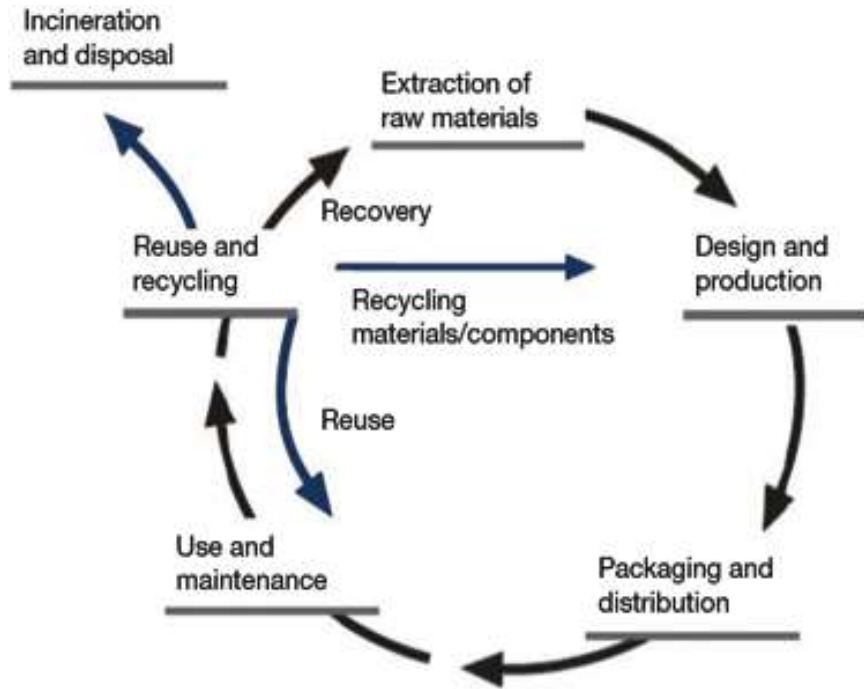 Incineration
and disposal
Extraction of
raw materials
Recovery
Reuse and
recycling
Design and
production
Recycling
materials/components
Reuse
Use and
maintenance
Packaging and
distribution